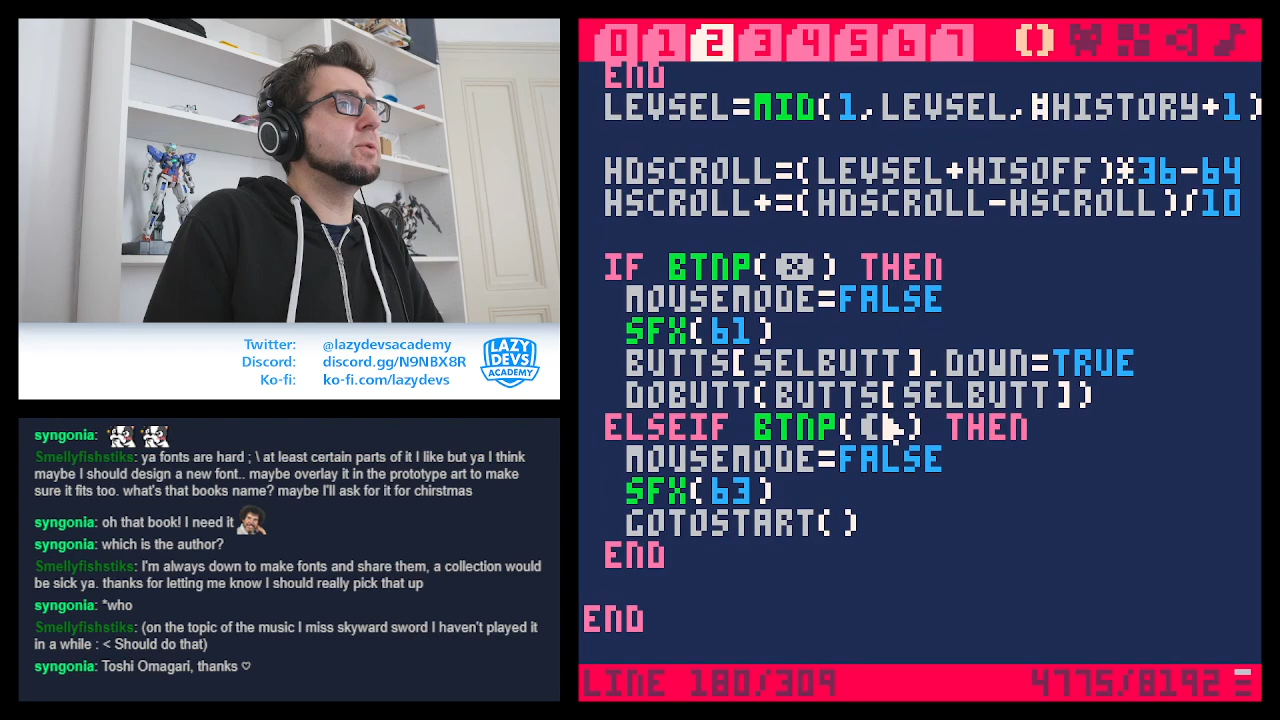 Twitter: @lazydevsacademy
Discord: discord.gg/N9NBX8R
Ko-fi: ko-fi.com/lazydevs
LAZY
DEVS
ACADEMY
syngonia:
Smellyfishstiks: ya fonts are hard ; \ at least certain parts of it I like but ya I think
maybe I should design a new font.. maybe overlay it in the prototype art to make
sure it fits too. what's that books name? maybe I'll ask for it for chirstmas
syngonia: oh that book! I need it
syngonia: which is the author?
Smellyfishstiks: I'm always down to make fonts and share them, a collection would
be sick ya. thanks for letting me know I should really pick that up
syngonia: *who
Smellyfishstiks: (on the topic of the music I miss skyward sword I haven't played it
in a while : < Should do that)
syngonia: Toshi Omagari, thanks ♡
0 1 2 3 4 5 6 7 ()
END
LEVSEL=MID(1,LEVSEL,#HISTORY+1)
HDSCROLL=(LEVSEL+HISOFF)*36-64
HSCROLL+=(HDSCROLL-HSCROLL)/10
IF BTNP(❎) THEN
MOUSEMODE=FALSE
SFX(61)
BUTTS[SELBUTT].DOWN=TRUE
DOBUTT(BUTTS[SELBUTT])
ELSEIF BTNP( ) THEN
MOUSEMODE=FALSE
SFX(63)
GOTOSTART()
END
END
LINE 180/309 4775/8192